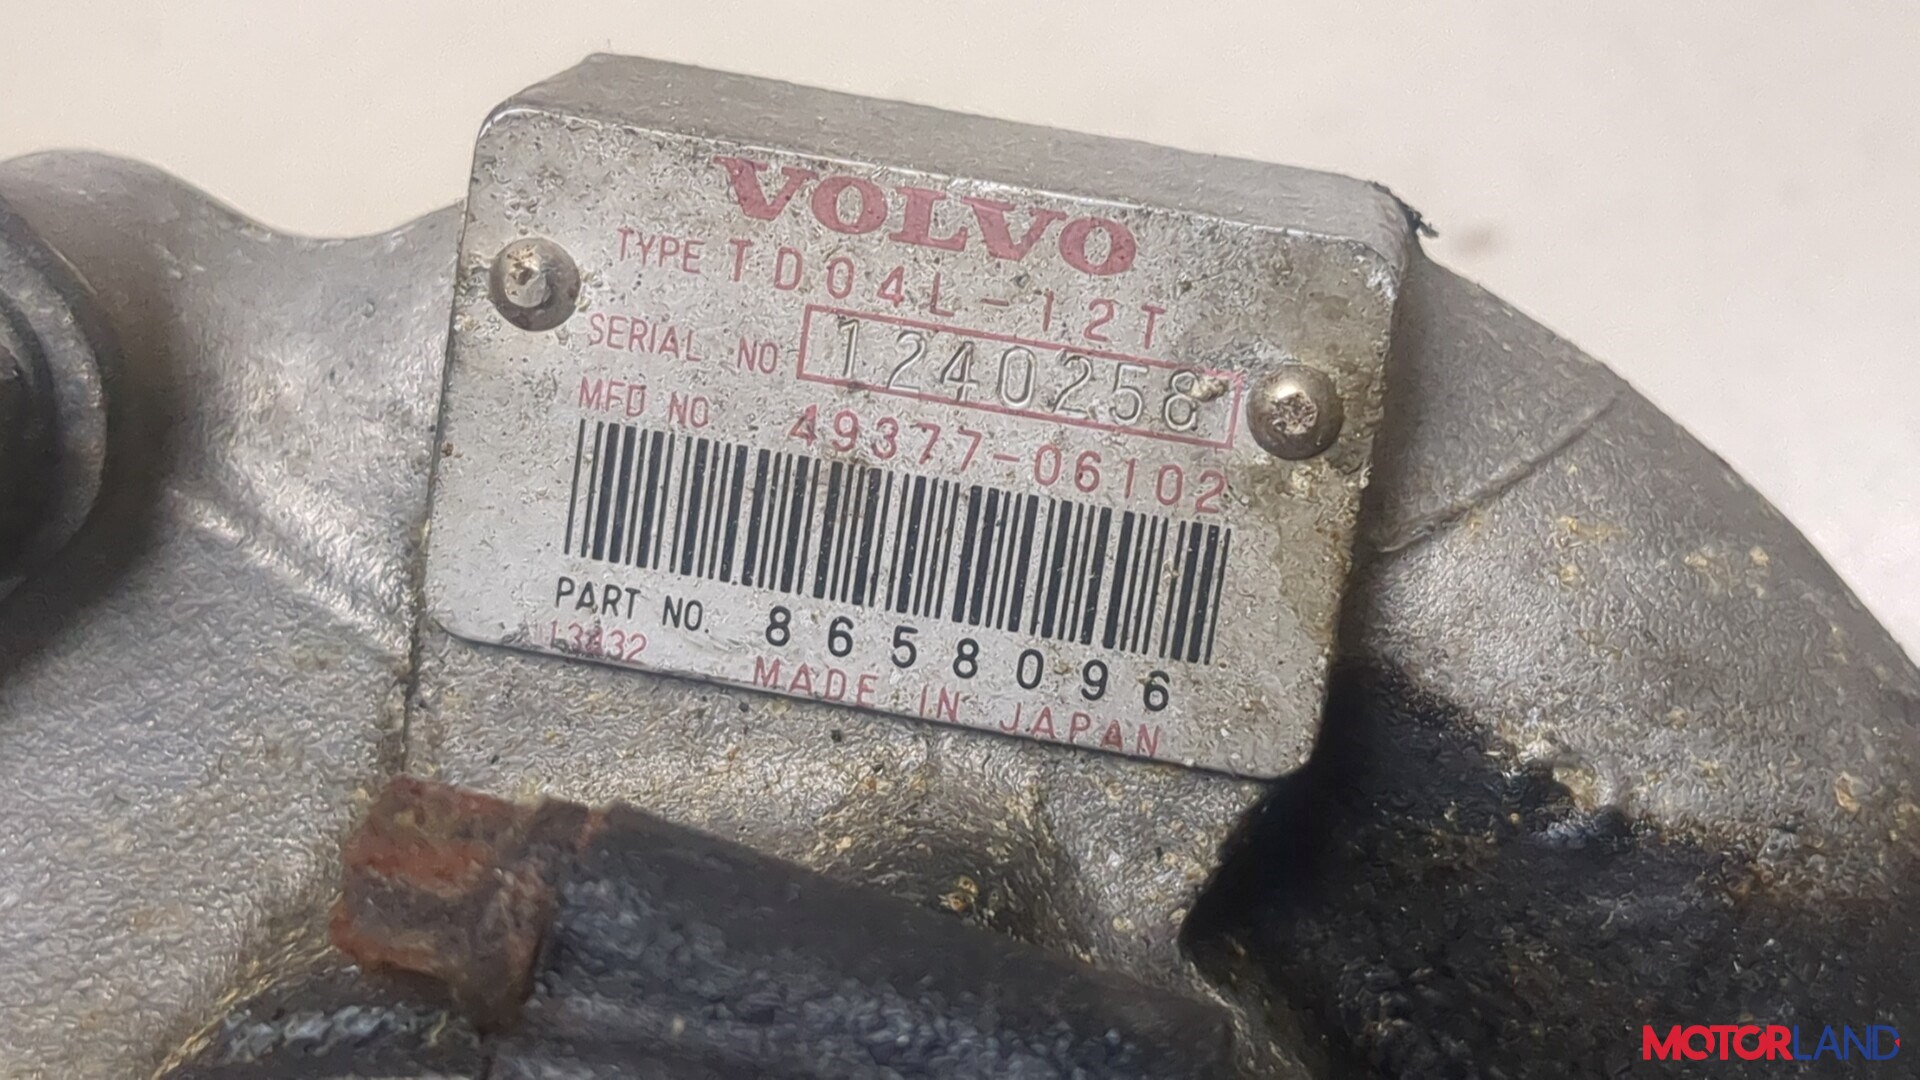 VOLVO
TYPE TD04L-12T
SERIAL NO 1240258
MFD NO 49377-06102
PART NO. 8658096
13432
MADE IN JAPAN
MOTORLAND